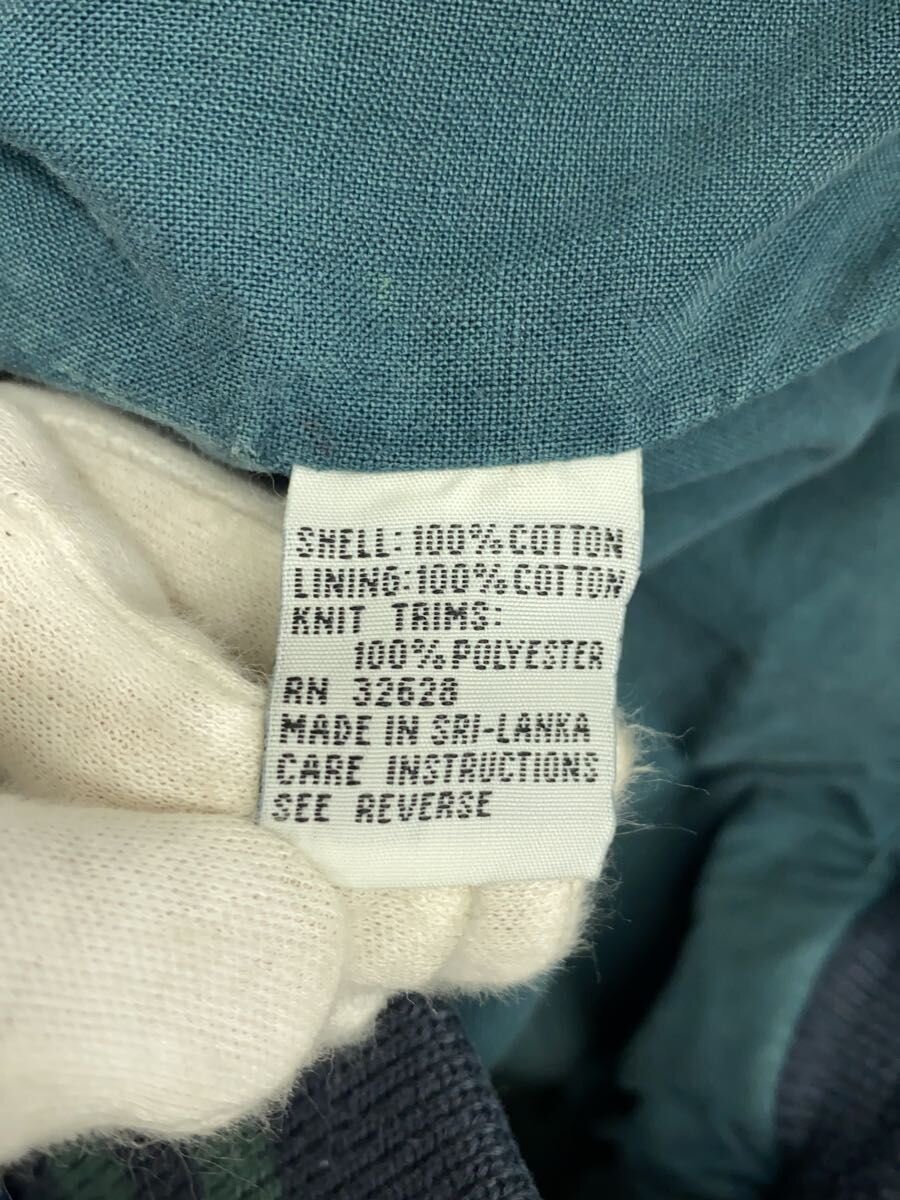 SHELL: 100% COTTON
LINING: 100% COTTON
KNIT TRIMS:
100% POLYESTER
RN 32628
MADE IN SRI-LANKA
CARE INSTRUCTIONS
SEE REVERSE